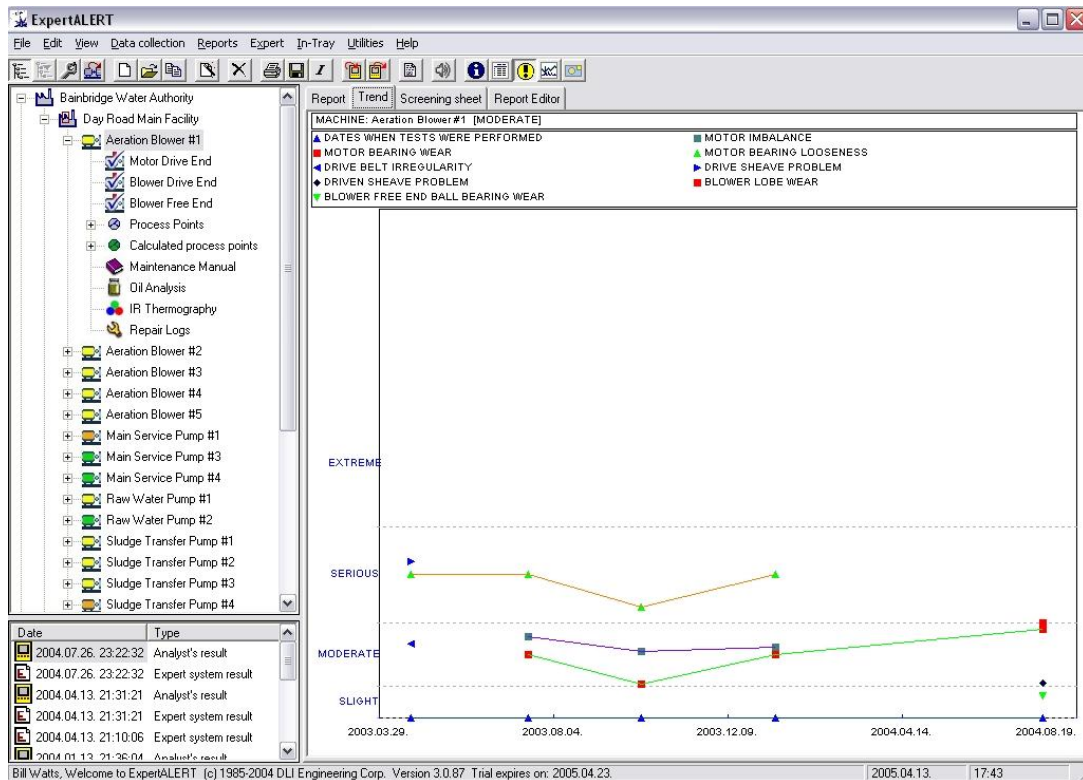 ExpertALERT
File Edit View Data collection Reports Expert In-Tray Utilities Help
Bainbridge Water Authority
Day Road Main Facility
Aeration Blower #1
Motor Drive End
Blower Drive End
Blower Free End
Process Points
Calculated process points
Maintenance Manual
Oil Analysis
IR Thermography
Repair Logs
Aeration Blower #2
Aeration Blower #3
Aeration Blower #4
Aeration Blower #5
Main Service Pump #1
Main Service Pump #3
Main Service Pump #4
Raw Water Pump #1
Raw Water Pump #2
Sludge Transfer Pump #1
Sludge Transfer Pump #2
Sludge Transfer Pump #3
Sludge Transfer Pump #4
Date Type
2004.07.26. 23:22:32 Analyst's result
2004.07.26. 23:22:32 Expert system result
2004.04.13. 21:31:21 Analyst's result
2004.04.13. 21:31:21 Expert system result
2004.04.13. 21:10:06 Expert system result
2004.01.13. 21:36:04 Analyst's result
Report Trend Screening sheet Report Editor
MACHINE: Aeration Blower #1 [MODERATE]
DATES WHEN TESTS WERE PERFORMED MOTOR IMBALANCE
MOTOR BEARING WEAR MOTOR BEARING LOOSENESS
DRIVE BELT IRREGULARITY DRIVE SHEAVE PROBLEM
DRIVEN SHEAVE PROBLEM BLOWER LOBE WEAR
BLOWER FREE END BALL BEARING WEAR
EXTREME
SERIOUS
MODERATE
SLIGHT
2003.03.29. 2003.08.04. 2003.12.09. 2004.04.14. 2004.08.19.
Bill Watts, Welcome to ExpertALERT (c) 1985-2004 DLI Engineering Corp. Version 3.0.87 Trial expires on: 2005.04.23. 2005.04.13. 17:43